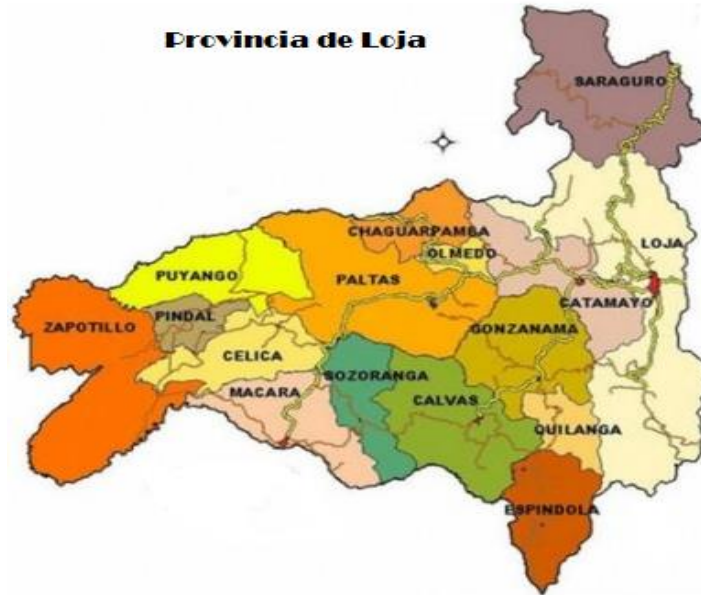 Provincia de Loja
SARAGURO
CHAGUARPAMBA
LOJA
OLMEDO
PUYANGO
PALTAS
CATAMAYO
PINDAL
ZAPOTILLO
GONZANAMA
CELICA
SOZORANGA
MACARA
CALVAS
QUILANGA
ESPINDOLA